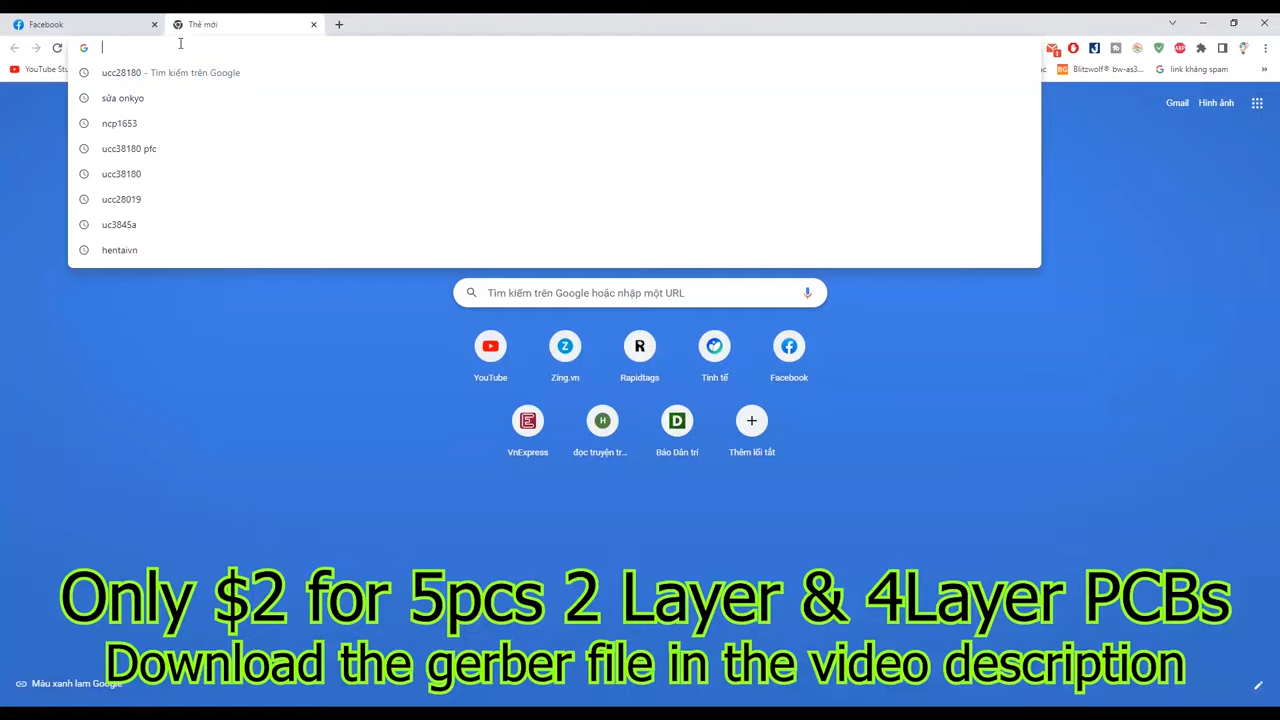 Facebook
Thẻ mới
ucc28180 - Tìm kiếm trên Google
sửa onkyo
ncp1653
ucc38180 pfc
ucc38180
ucc28019
uc3845a
hentaivn
YouTube Stu
Blitzwolf® bw-as3...
link kháng spam
Gmail
Hình ảnh
Tìm kiếm trên Google hoặc nhập một URL
YouTube
Zing.vn
Rapidtags
Tinh tế
Facebook
VnExpress
đọc truyện tr...
Báo Dân trí
Thêm lối tắt
Only $2 for 5pcs 2 Layer & 4Layer PCBs
Download the gerber file in the video description
Màu xanh lam Google